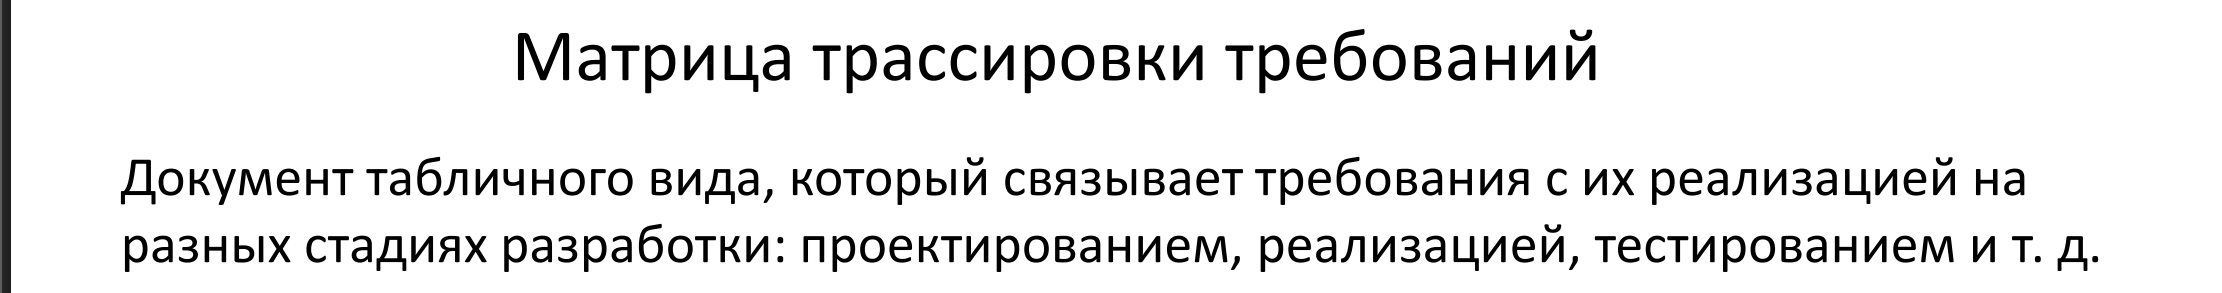 Матрица трассировки требований
Документ табличного вида, который связывает требования с их реализацией на
разных стадиях разработки: проектированием, реализацией, тестированием и т. д.